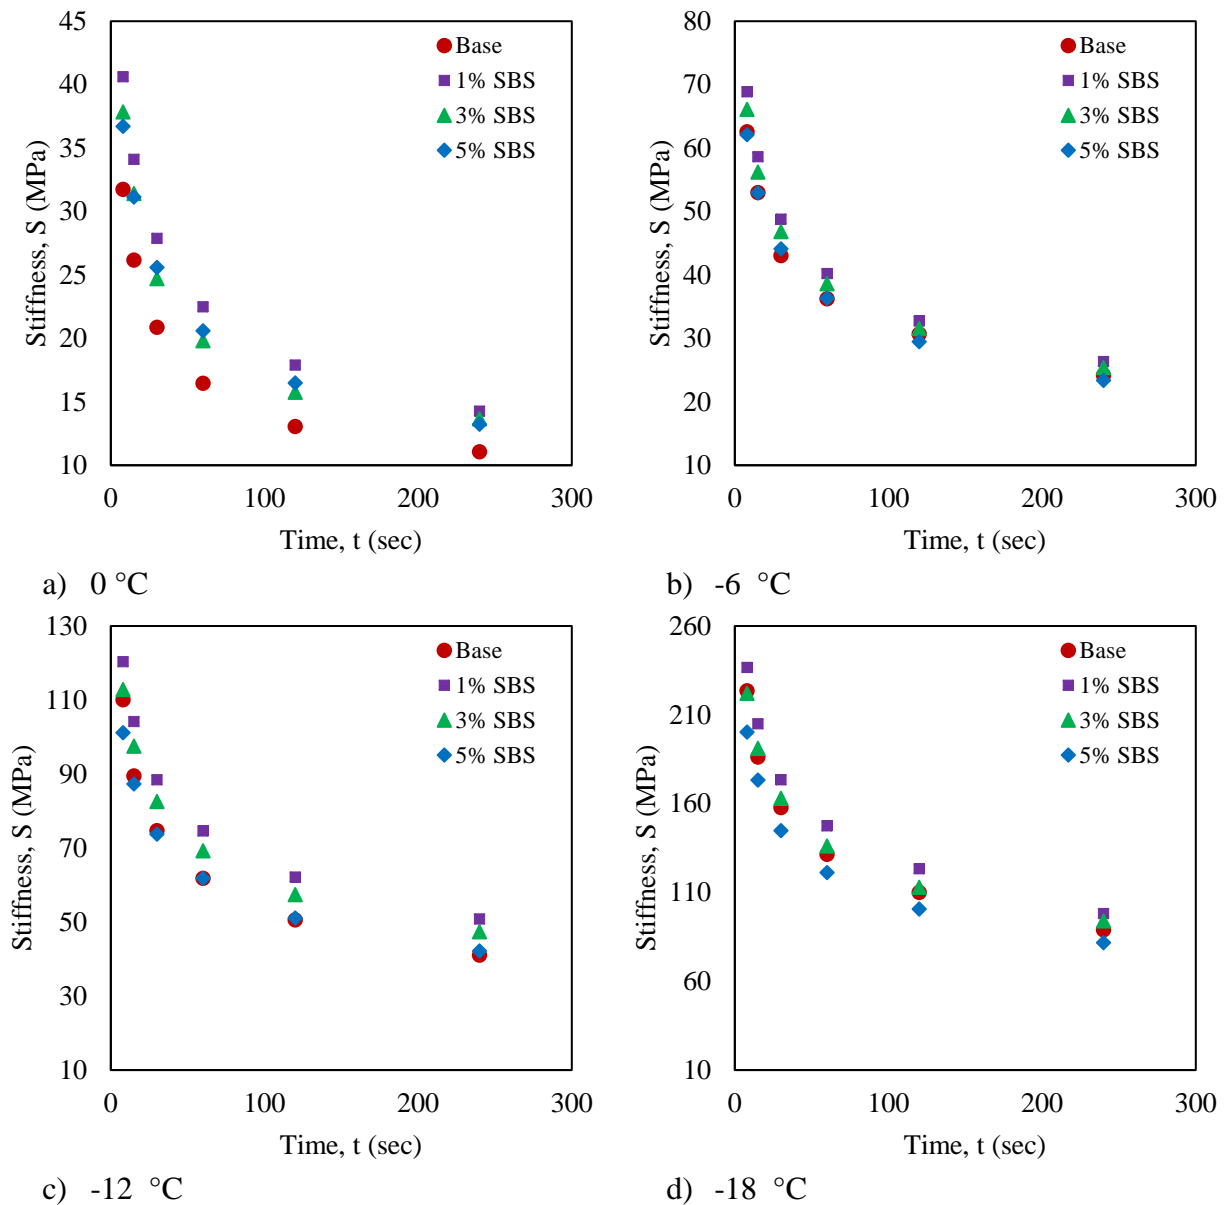 45
40
35
30
25
20
15
10
Stiffness, S (MPa)
0
100
200
300
Time, t (sec)
Base
1% SBS
3% SBS
5% SBS
a) 0 °C
80
70
60
50
40
30
20
10
Stiffness, S (MPa)
0
100
200
300
Time, t (sec)
Base
1% SBS
3% SBS
5% SBS
b) -6 °C
130
110
90
70
50
30
10
Stiffness, S (MPa)
0
100
200
300
Time, t (sec)
Base
1% SBS
3% SBS
5% SBS
c) -12 °C
260
210
160
110
60
10
Stiffness, S (MPa)
0
100
200
300
Time, t (sec)
Base
1% SBS
3% SBS
5% SBS
d) -18 °C